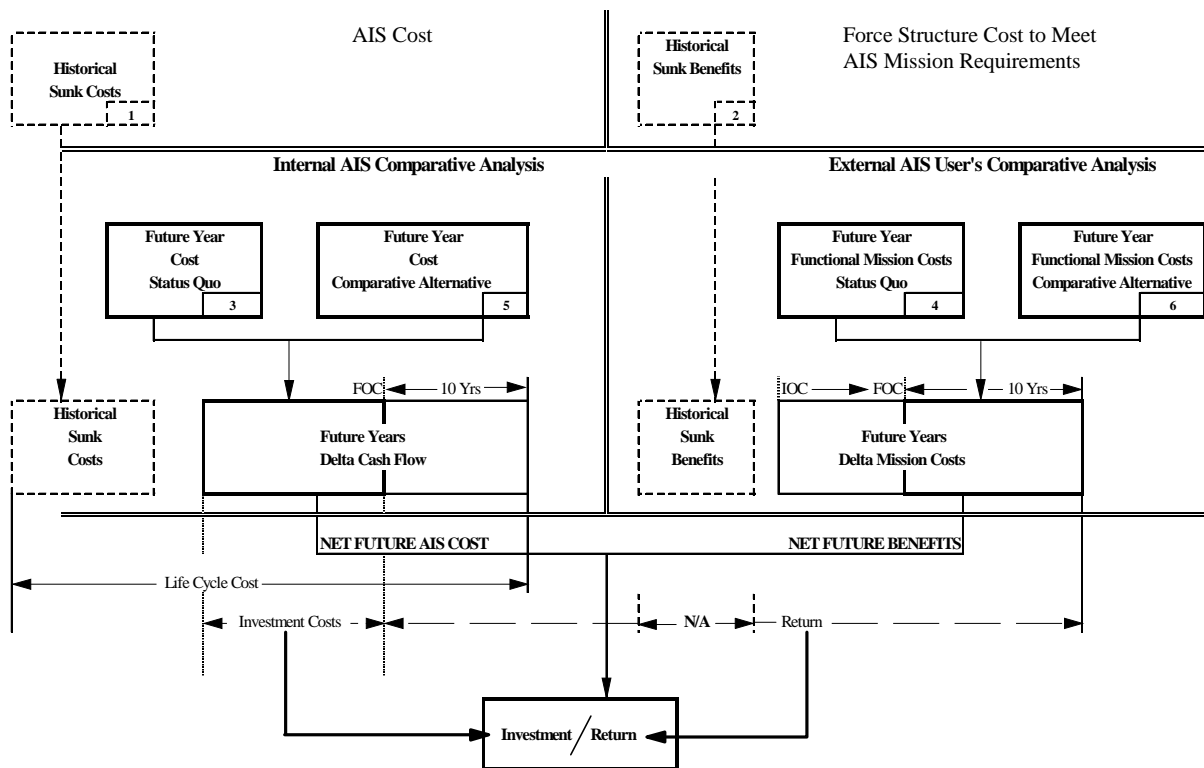 AIS Cost
Force Structure Cost to Meet
AIS Mission Requirements
Historical
Sunk Costs
1
Historical
Sunk Benefits
2
Internal AIS Comparative Analysis
External AIS User's Comparative Analysis
Future Year
Cost
Status Quo
3
Future Year
Cost
Comparative Alternative
5
Future Year
Functional Mission Costs
Status Quo
4
Future Year
Functional Mission Costs
Comparative Alternative
6
FOC
10 Yrs
IOC
FOC
10 Yrs
Historical
Sunk
Costs
Future Years
Delta Cash Flow
Historical
Sunk
Benefits
Future Years
Delta Mission Costs
NET FUTURE AIS COST
NET FUTURE BENEFITS
Life Cycle Cost
Investment Costs
N/A
Return
Investment / Return